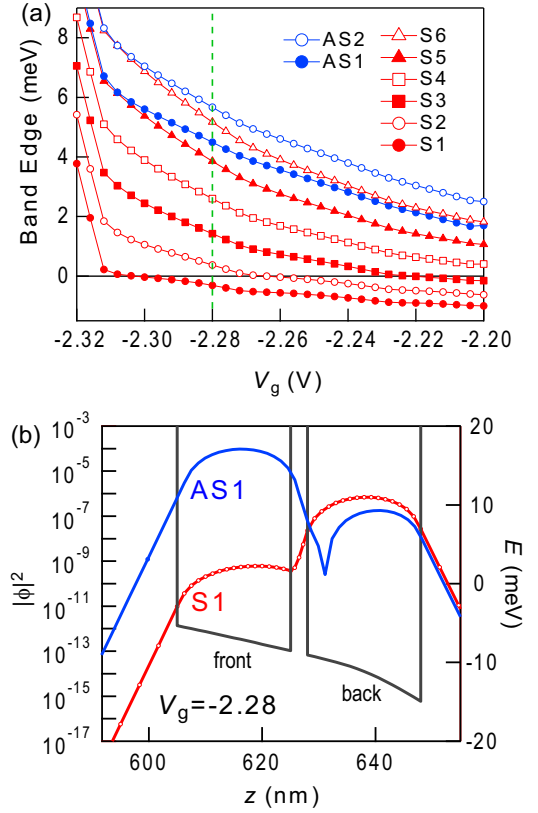 (a)
Band Edge (meV)
8
6
4
2
0
AS2
AS1
S6
S5
S4
S3
S2
S1
-2.32 -2.30 -2.28 -2.26 -2.24 -2.22 -2.20
Vg (V)
(b)
|ϕ|²
10⁻³
10⁻⁵
10⁻⁷
10⁻⁹
10⁻¹¹
10⁻¹³
10⁻¹⁵
10⁻¹⁷
AS1
S1
front
back
Vg=-2.28
20
10
0
-10
-20
E (meV)
600 620 640
z (nm)